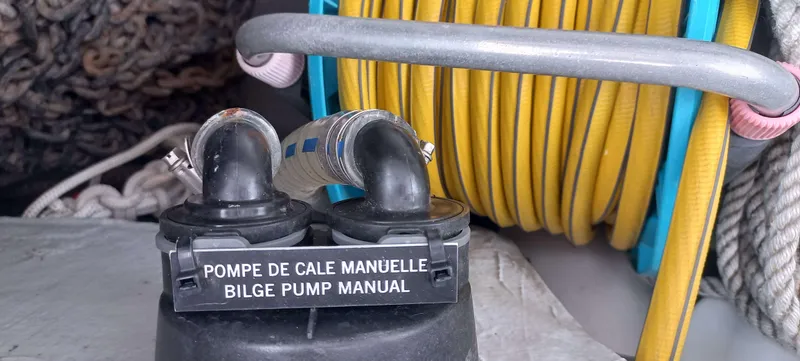 POMPE DE CALE MANUELLE
BILGE PUMP MANUAL